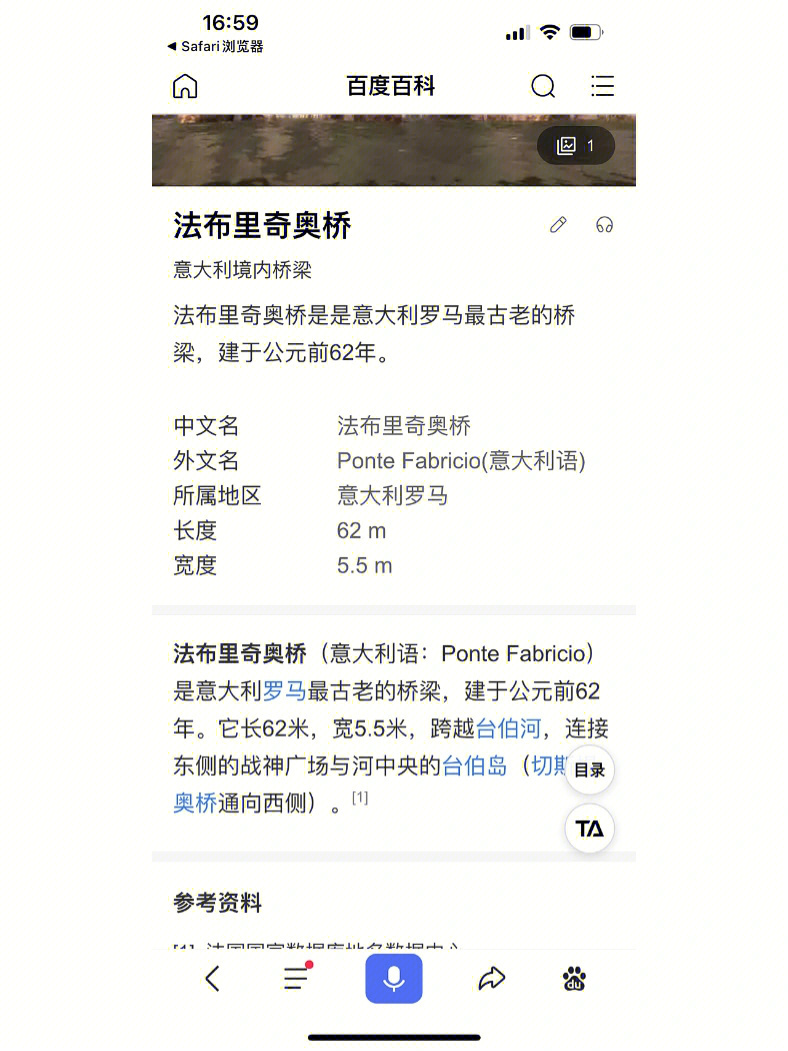 16:59
◀ Safari浏览器
百度百科
1
法布里奇奥桥
意大利境内桥梁
法布里奇奥桥是是意大利罗马最古老的桥
梁，建于公元前62年。
中文名 法布里奇奥桥
外文名 Ponte Fabricio(意大利语)
所属地区 意大利罗马
长度 62 m
宽度 5.5 m
法布里奇奥桥（意大利语：Ponte Fabricio）
是意大利罗马最古老的桥梁，建于公元前62
年。它长62米，宽5.5米，跨越台伯河，连接
东侧的战神广场与河中央的台伯岛（切斯
目录
奥桥通向西侧）。[1]
TA
参考资料
du